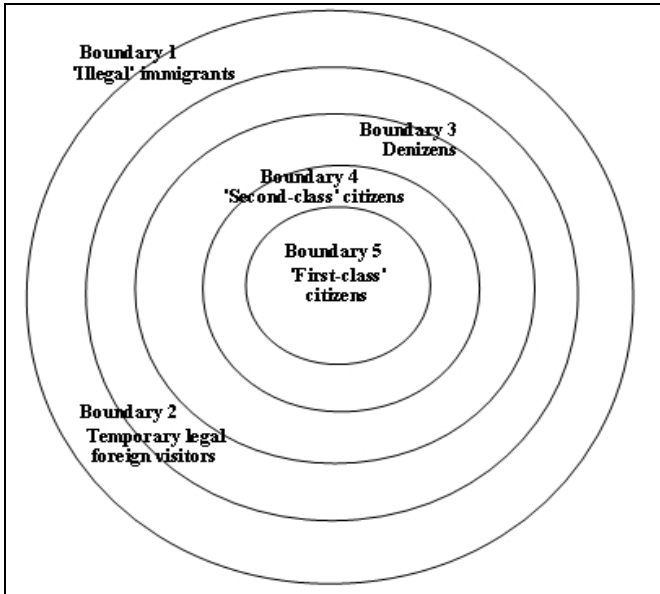 Boundary 1
'Illegal' immigrants
Boundary 3
Denizens
Boundary 4
'Second-class' citizens
Boundary 5
'First-class'
citizens
Boundary 2
Temporary legal
foreign visitors